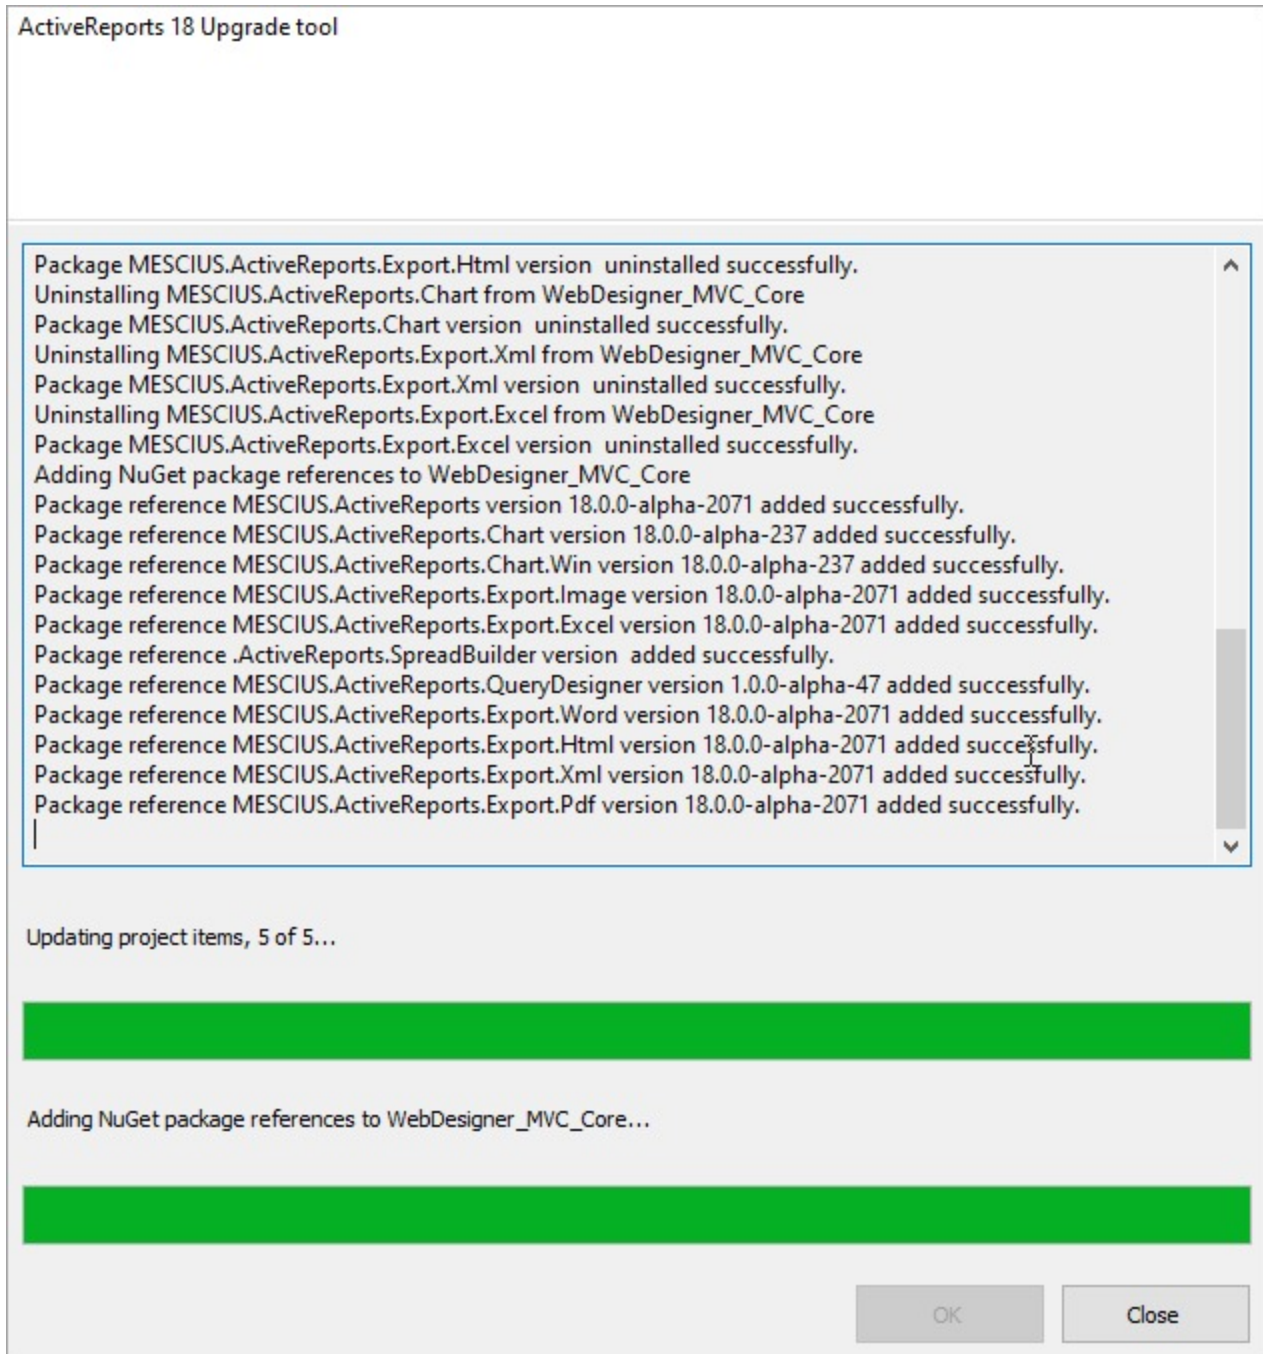 ActiveReports 18 Upgrade tool
Package MESCIUS.ActiveReports.Export.Html version  uninstalled successfully.
Uninstalling MESCIUS.ActiveReports.Chart from WebDesigner_MVC_Core
Package MESCIUS.ActiveReports.Chart version  uninstalled successfully.
Uninstalling MESCIUS.ActiveReports.Export.Xml from WebDesigner_MVC_Core
Package MESCIUS.ActiveReports.Export.Xml version  uninstalled successfully.
Uninstalling MESCIUS.ActiveReports.Export.Excel from WebDesigner_MVC_Core
Package MESCIUS.ActiveReports.Export.Excel version  uninstalled successfully.
Adding NuGet package references to WebDesigner_MVC_Core
Package reference MESCIUS.ActiveReports version 18.0.0-alpha-2071 added successfully.
Package reference MESCIUS.ActiveReports.Chart version 18.0.0-alpha-237 added successfully.
Package reference MESCIUS.ActiveReports.Chart.Win version 18.0.0-alpha-237 added successfully.
Package reference MESCIUS.ActiveReports.Export.Image version 18.0.0-alpha-2071 added successfully.
Package reference MESCIUS.ActiveReports.Export.Excel version 18.0.0-alpha-2071 added successfully.
Package reference .ActiveReports.SpreadBuilder version  added successfully.
Package reference MESCIUS.ActiveReports.QueryDesigner version 1.0.0-alpha-47 added successfully.
Package reference MESCIUS.ActiveReports.Export.Word version 18.0.0-alpha-2071 added successfully.
Package reference MESCIUS.ActiveReports.Export.Html version 18.0.0-alpha-2071 added successfully.
Package reference MESCIUS.ActiveReports.Export.Xml version 18.0.0-alpha-2071 added successfully.
Package reference MESCIUS.ActiveReports.Export.Pdf version 18.0.0-alpha-2071 added successfully.
Updating project items, 5 of 5...
Adding NuGet package references to WebDesigner_MVC_Core...
OK
Close